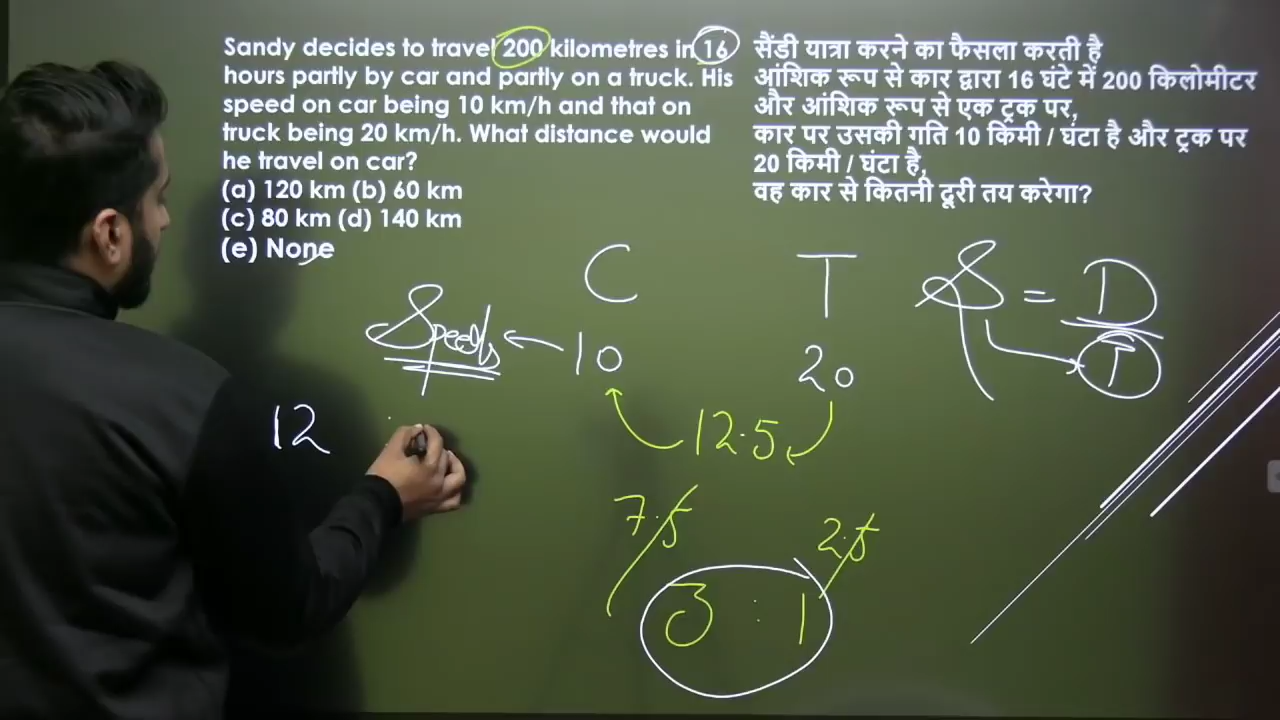 Sandy decides to travel 200 kilometres in 16
hours partly by car and partly on a truck. His
speed on car being 10 km/h and that on
truck being 20 km/h. What distance would
he travel on car?
(a) 120 km (b) 60 km
(c) 80 km (d) 140 km
(e) None
सैंडी यात्रा करने का फैसला करती है
आंशिक रूप से कार द्वारा 16 घंटे में 200 किलोमीटर
और आंशिक रूप से एक ट्रक पर,
कार पर उसकी गति 10 किमी / घंटा है और ट्रक पर
20 किमी / घंटा है,
वह कार से कितनी दूरी तय करेगा?
C T S = D
T
Speeds 10 20
12 12.5
7.5 2.5
3 : 1